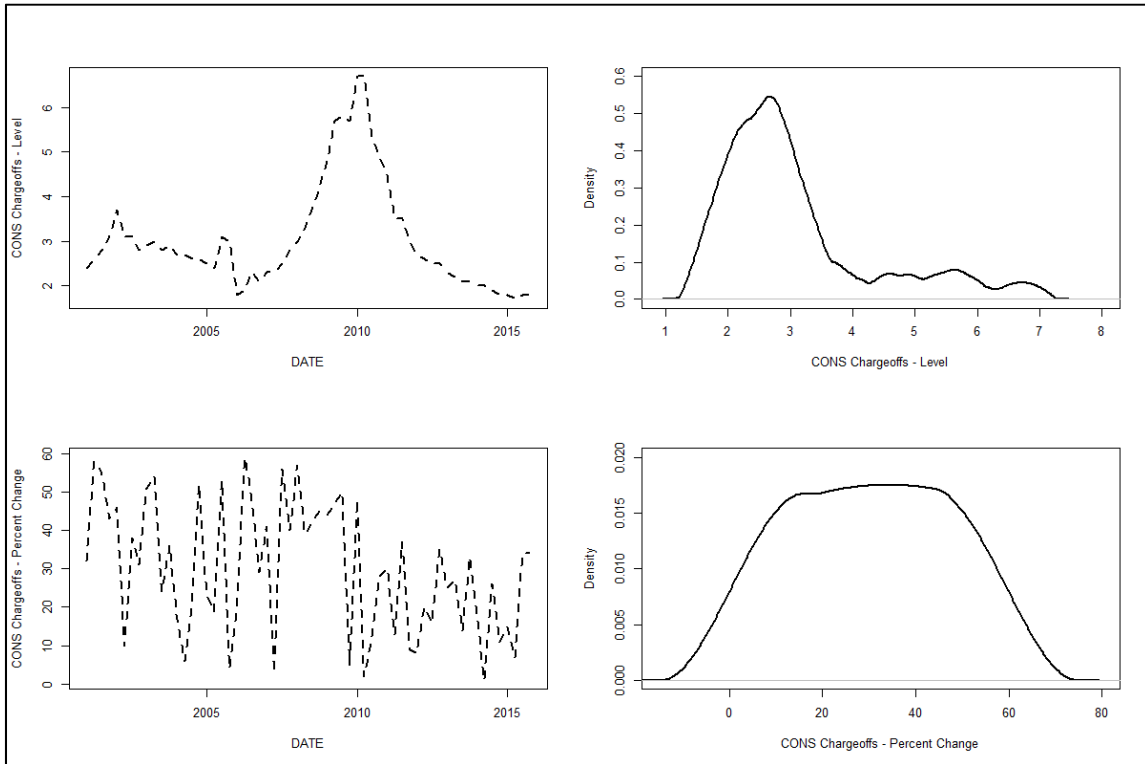 CONS Chargeoffs - Level
6
5
4
3
2
2005 2010 2015
DATE
Density
0.6
0.5
0.4
0.3
0.2
0.1
0.0
1 2 3 4 5 6 7 8
CONS Chargeoffs - Level
CONS Chargeoffs - Percent Change
60
50
40
30
20
10
0
2005 2010 2015
DATE
Density
0.020
0.015
0.010
0.005
0.000
0 20 40 60 80
CONS Chargeoffs - Percent Change